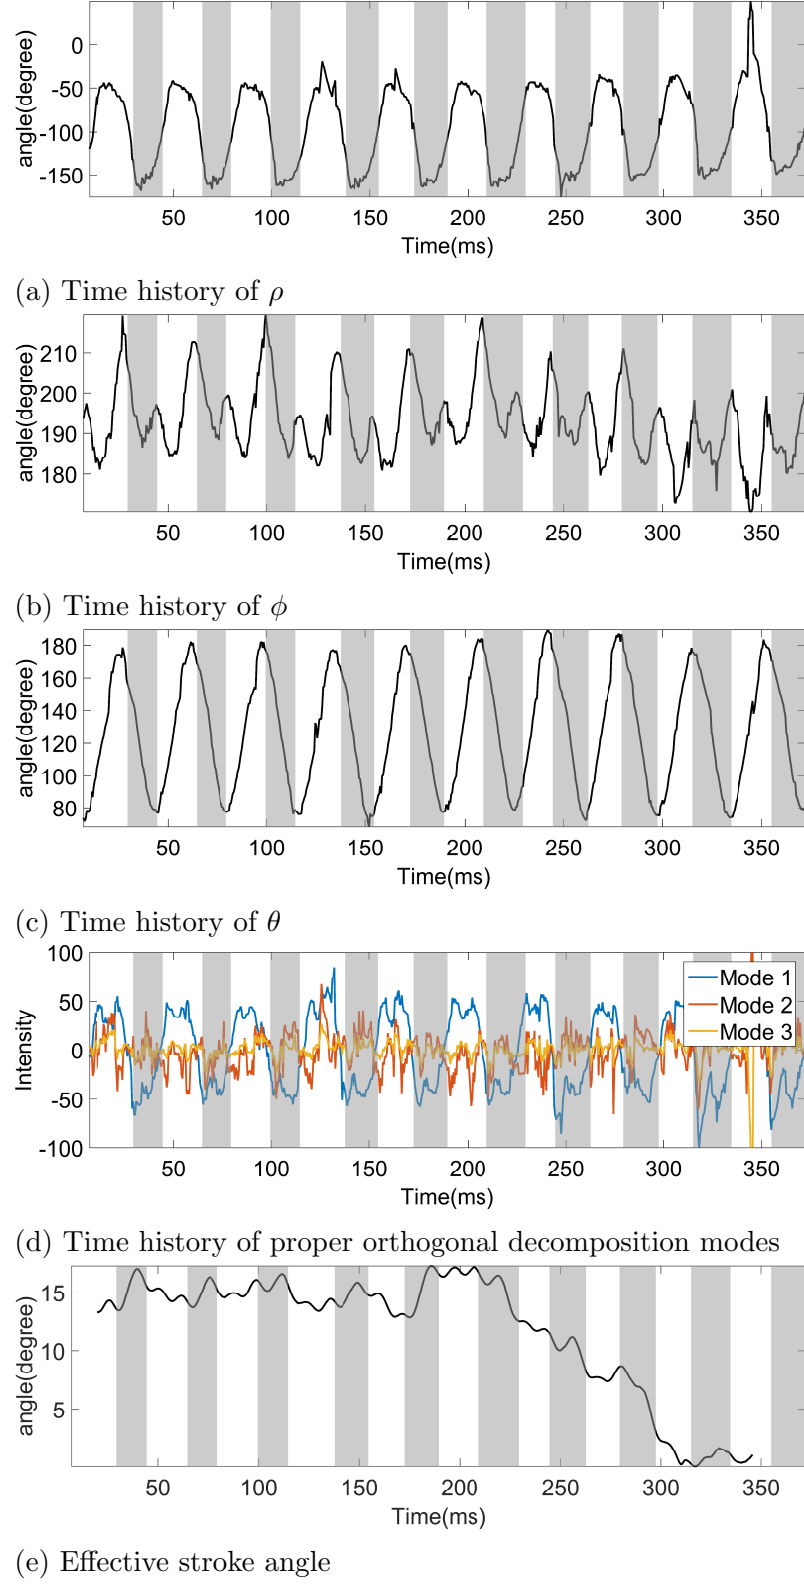 0
-50
-100
-150
angle(degree)
50 100 150 200 250 300 350
Time(ms)
(a) Time history of ρ
210
200
190
180
angle(degree)
50 100 150 200 250 300 350
Time(ms)
(b) Time history of ϕ
180
160
140
120
100
80
angle(degree)
50 100 150 200 250 300 350
Time(ms)
(c) Time history of θ
100
50
0
-50
-100
Intensity
Mode 1
Mode 2
Mode 3
50 100 150 200 250 300 350
Time(ms)
(d) Time history of proper orthogonal decomposition modes
15
10
5
angle(degree)
50 100 150 200 250 300 350
Time(ms)
(e) Effective stroke angle